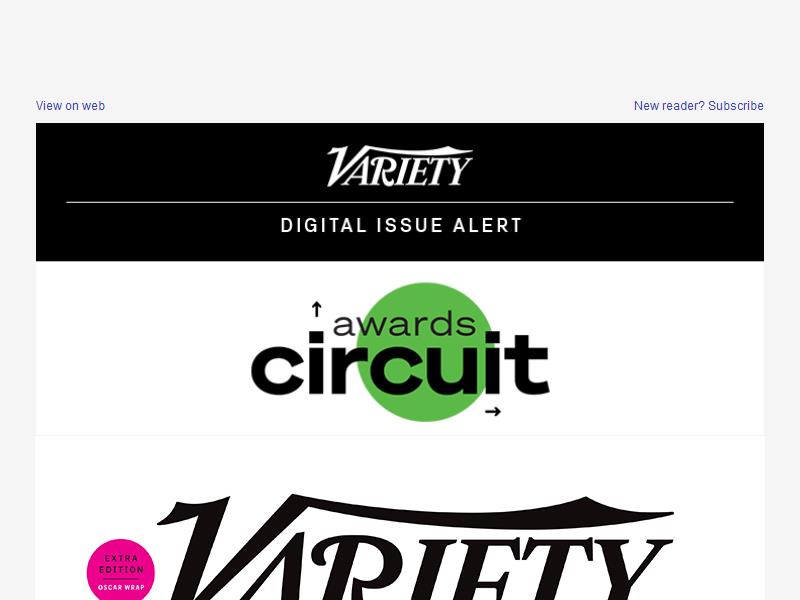 View on web
New reader? Subscribe
VARIETY
DIGITAL ISSUE ALERT
awards
circuit
VARIETY
EXTRA
EDITION
OSCAR WRAP